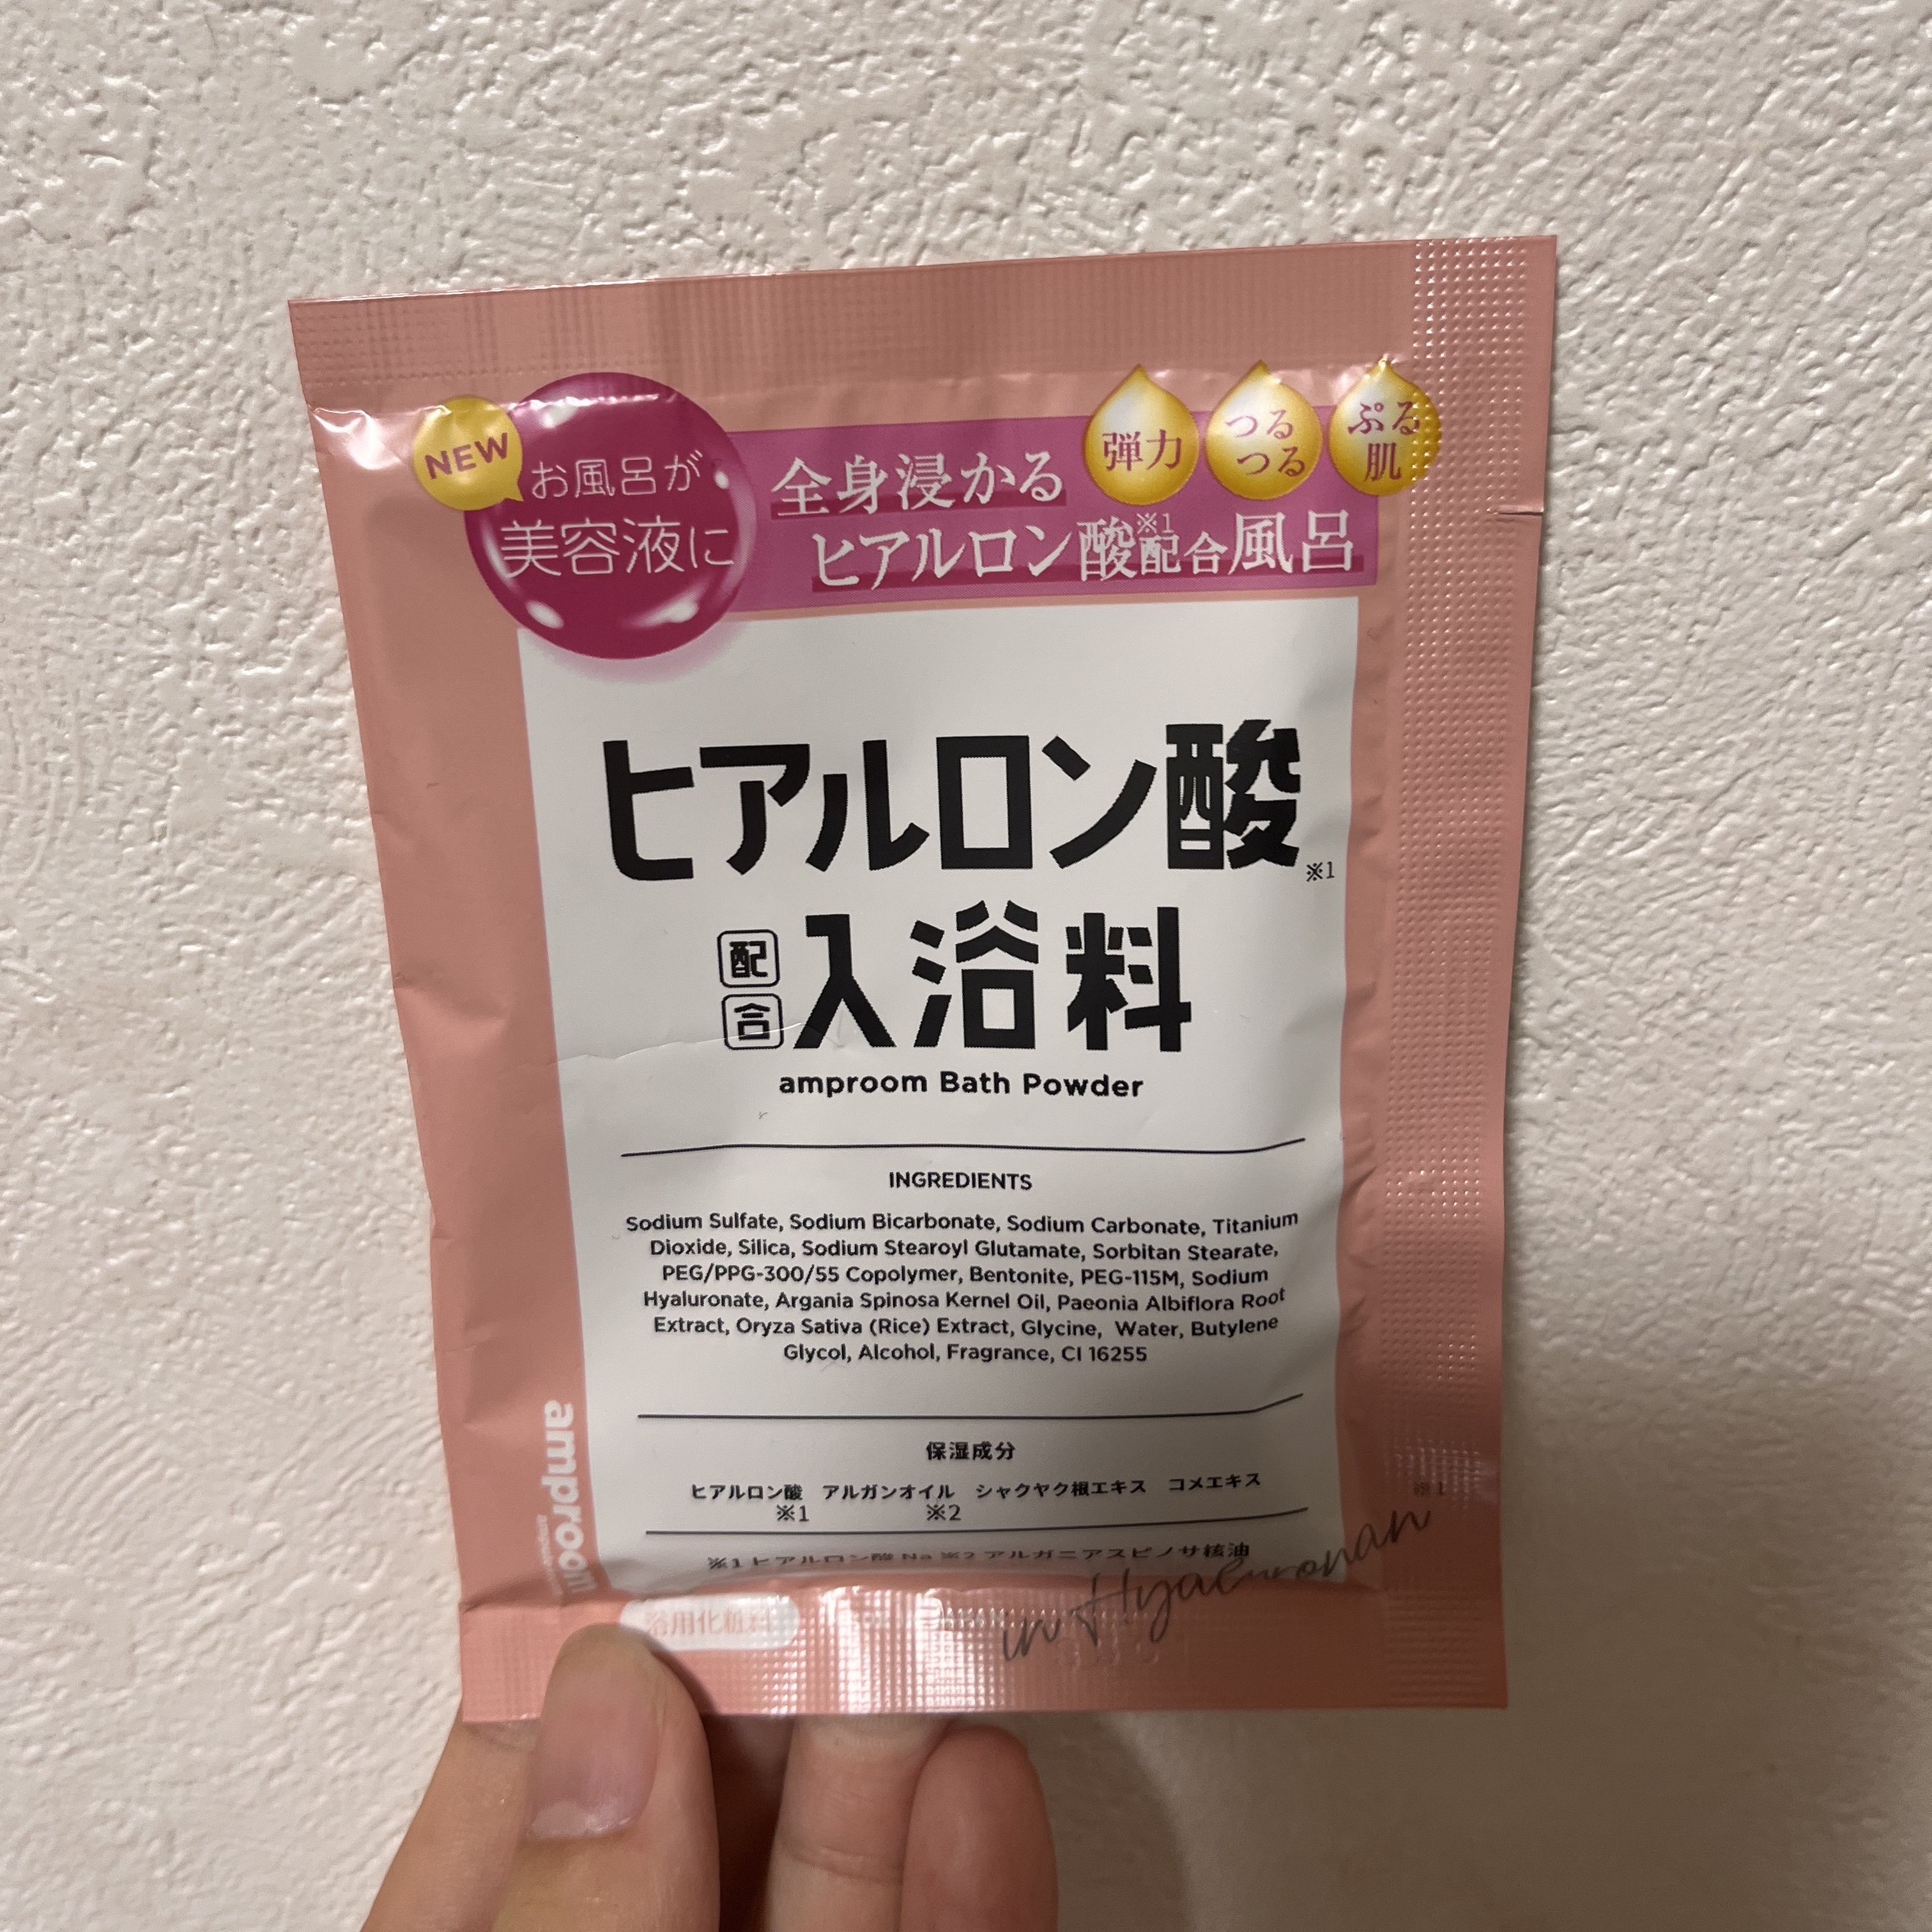 NEW
お風呂が
美容液に
全身浸かる
ヒアルロン酸※1配合風呂
弾力
つる
つる
ぷる
肌
ヒアルロン酸※1
配合入浴料
amproom Bath Powder
INGREDIENTS
Sodium Sulfate, Sodium Bicarbonate, Sodium Carbonate, Titanium
Dioxide, Silica, Sodium Stearoyl Glutamate, Sorbitan Stearate,
PEG/PPG-300/55 Copolymer, Bentonite, PEG-115M, Sodium
Hyaluronate, Argania Spinosa Kernel Oil, Paeonia Albiflora Root
Extract, Oryza Sativa (Rice) Extract, Glycine, Water, Butylene
Glycol, Alcohol, Fragrance, CI 16255
保湿成分
ヒアルロン酸 アルガンオイル シャクヤク根エキス コメエキス
※1 ※2
※1 ヒアルロン酸 Na ※2 アルガニアスピノサ核油
in Hyaluronan ※1
amproom
浴用化粧料